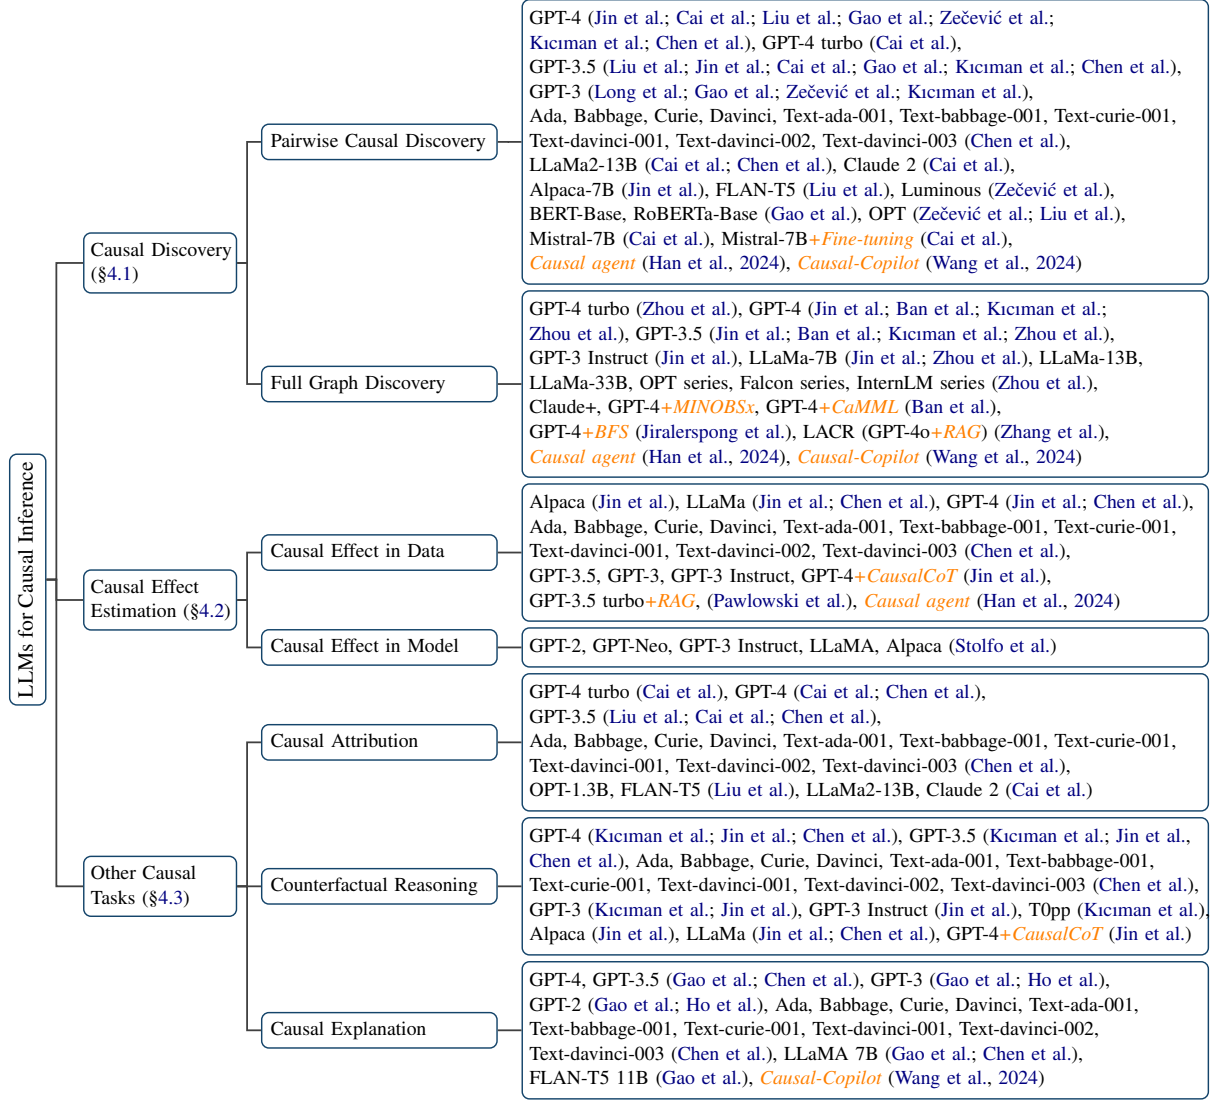 LLMs for Causal Inference
Causal Discovery
(§4.1)
Pairwise Causal Discovery
GPT-4 (Jin et al.; Cai et al.; Liu et al.; Gao et al.; Zečević et al.;
Kıcıman et al.; Chen et al.), GPT-4 turbo (Cai et al.),
GPT-3.5 (Liu et al.; Jin et al.; Cai et al.; Gao et al.; Kıcıman et al.; Chen et al.),
GPT-3 (Long et al.; Gao et al.; Zečević et al.; Kıcıman et al.),
Ada, Babbage, Curie, Davinci, Text-ada-001, Text-babbage-001, Text-curie-001,
Text-davinci-001, Text-davinci-002, Text-davinci-003 (Chen et al.),
LLaMa2-13B (Cai et al.; Chen et al.), Claude 2 (Cai et al.),
Alpaca-7B (Jin et al.), FLAN-T5 (Liu et al.), Luminous (Zečević et al.),
BERT-Base, RoBERTa-Base (Gao et al.), OPT (Zečević et al.; Liu et al.),
Mistral-7B (Cai et al.), Mistral-7B+Fine-tuning (Cai et al.),
Causal agent (Han et al., 2024), Causal-Copilot (Wang et al., 2024)
Full Graph Discovery
GPT-4 turbo (Zhou et al.), GPT-4 (Jin et al.; Ban et al.; Kıcıman et al.;
Zhou et al.), GPT-3.5 (Jin et al.; Ban et al.; Kıcıman et al.; Zhou et al.),
GPT-3 Instruct (Jin et al.), LLaMa-7B (Jin et al.; Zhou et al.), LLaMa-13B,
LLaMa-33B, OPT series, Falcon series, InternLM series (Zhou et al.),
Claude+, GPT-4+MINOBSx, GPT-4+CaMML (Ban et al.),
GPT-4+BFS (Jiralerspong et al.), LACR (GPT-4o+RAG) (Zhang et al.),
Causal agent (Han et al., 2024), Causal-Copilot (Wang et al., 2024)
Causal Effect
Estimation (§4.2)
Causal Effect in Data
Alpaca (Jin et al.), LLaMa (Jin et al.; Chen et al.), GPT-4 (Jin et al.; Chen et al.),
Ada, Babbage, Curie, Davinci, Text-ada-001, Text-babbage-001, Text-curie-001,
Text-davinci-001, Text-davinci-002, Text-davinci-003 (Chen et al.),
GPT-3.5, GPT-3, GPT-3 Instruct, GPT-4+CausalCoT (Jin et al.),
GPT-3.5 turbo+RAG, (Pawlowski et al.), Causal agent (Han et al., 2024)
Causal Effect in Model
GPT-2, GPT-Neo, GPT-3 Instruct, LLaMA, Alpaca (Stolfo et al.)
Other Causal
Tasks (§4.3)
Causal Attribution
GPT-4 turbo (Cai et al.), GPT-4 (Cai et al.; Chen et al.),
GPT-3.5 (Liu et al.; Cai et al.; Chen et al.),
Ada, Babbage, Curie, Davinci, Text-ada-001, Text-babbage-001, Text-curie-001,
Text-davinci-001, Text-davinci-002, Text-davinci-003 (Chen et al.),
OPT-1.3B, FLAN-T5 (Liu et al.), LLaMa2-13B, Claude 2 (Cai et al.)
Counterfactual Reasoning
GPT-4 (Kıcıman et al.; Jin et al.; Chen et al.), GPT-3.5 (Kıcıman et al.; Jin et al.,
Chen et al.), Ada, Babbage, Curie, Davinci, Text-ada-001, Text-babbage-001,
Text-curie-001, Text-davinci-001, Text-davinci-002, Text-davinci-003 (Chen et al.),
GPT-3 (Kıcıman et al.; Jin et al.), GPT-3 Instruct (Jin et al.), T0pp (Kıcıman et al.),
Alpaca (Jin et al.), LLaMa (Jin et al.; Chen et al.), GPT-4+CausalCoT (Jin et al.)
Causal Explanation
GPT-4, GPT-3.5 (Gao et al.; Chen et al.), GPT-3 (Gao et al.; Ho et al.),
GPT-2 (Gao et al.; Ho et al.), Ada, Babbage, Curie, Davinci, Text-ada-001,
Text-babbage-001, Text-curie-001, Text-davinci-001, Text-davinci-002,
Text-davinci-003 (Chen et al.), LLaMA 7B (Gao et al.; Chen et al.),
FLAN-T5 11B (Gao et al.), Causal-Copilot (Wang et al., 2024)